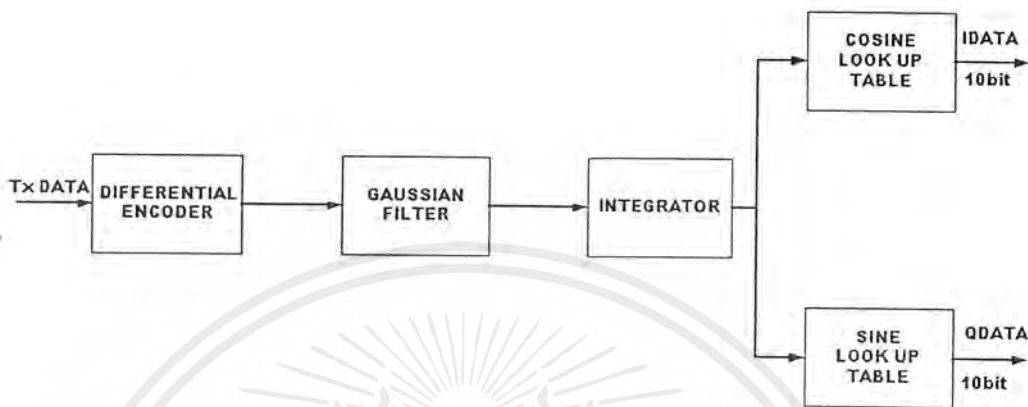 TX DATA
DIFFERENTIAL
ENCODER
GAUSSIAN
FILTER
INTEGRATOR
COSINE
LOOK UP
TABLE
IDATA
10bit
SINE
LOOK UP
TABLE
QDATA
10bit